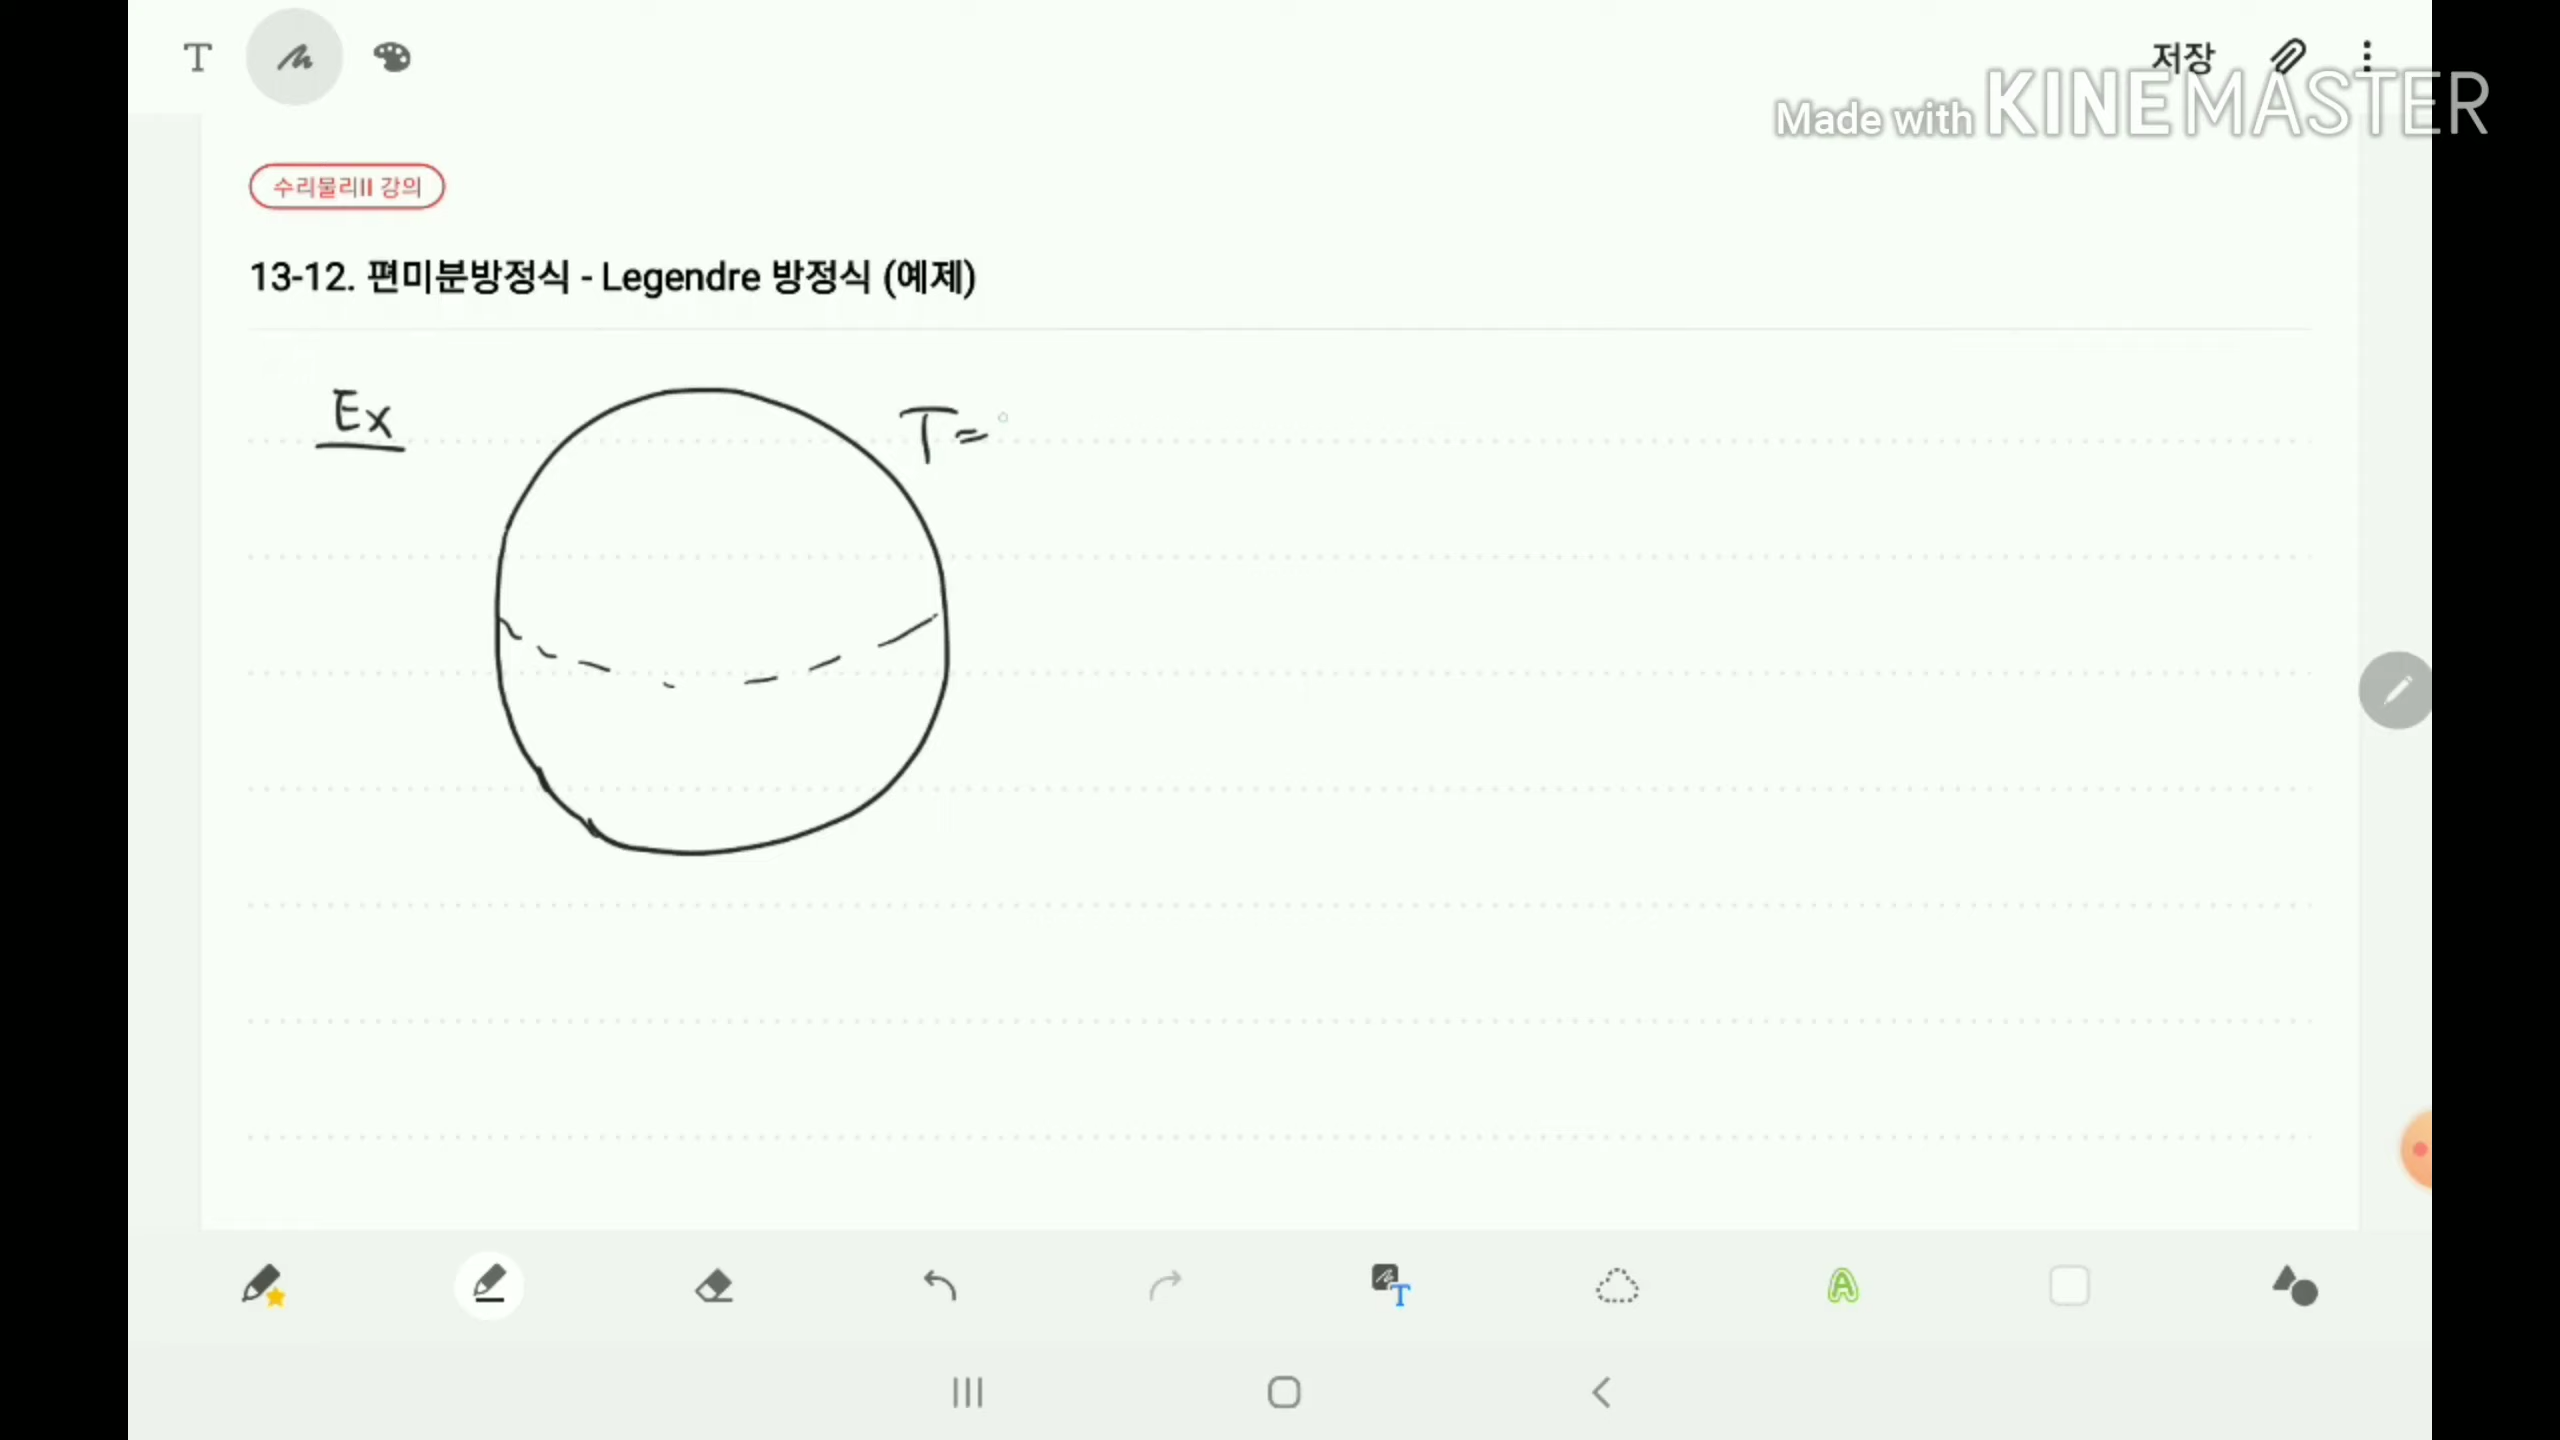 저장
Made with KINEMASTER
수리물리II 강의
13-12. 편미분방정식 - Legendre 방정식 (예제)
Ex
T=